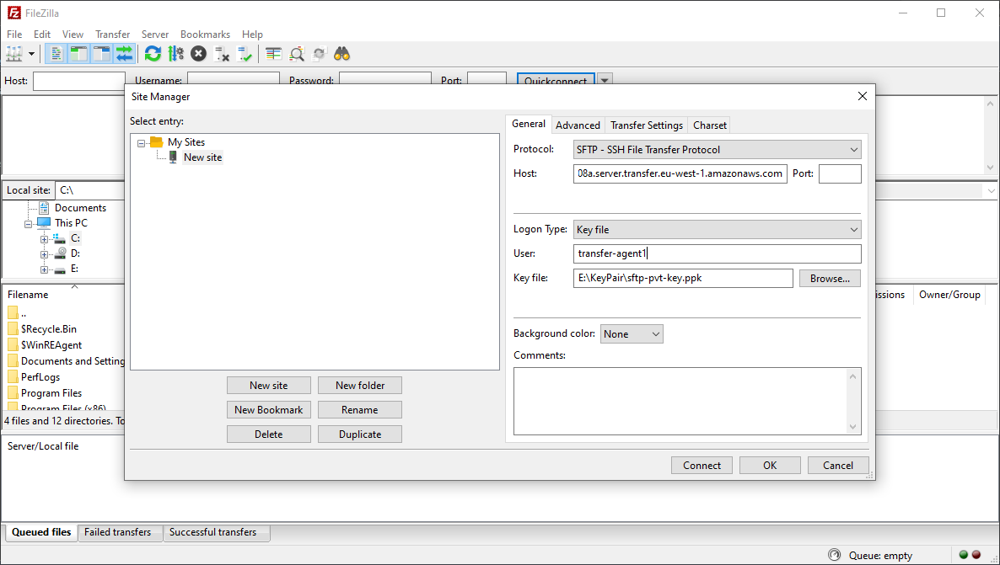 FileZilla
File Edit View Transfer Server Bookmarks Help
Host: Username: Password: Port: Quickconnect
Site Manager
Select entry:
My Sites
New site
General Advanced Transfer Settings Charset
Protocol: SFTP - SSH File Transfer Protocol
Host: 08a.server.transfer.eu-west-1.amazonaws.com Port:
Logon Type: Key file
User: transfer-agent1
Key file: E:\KeyPair\sftp-pvt-key.ppk Browse...
Background color: None
Comments:
New site New folder
New Bookmark Rename
Delete Duplicate
Connect OK Cancel
Local site: C:\
Documents
This PC
C:
D:
E:
Filename
issions Owner/Group
..
$Recycle.Bin
$WinREAgent
Documents and Setting
PerfLogs
Program Files
Program Files (x86)
4 files and 12 directories. To
Server/Local file
Queued files Failed transfers Successful transfers
Queue: empty